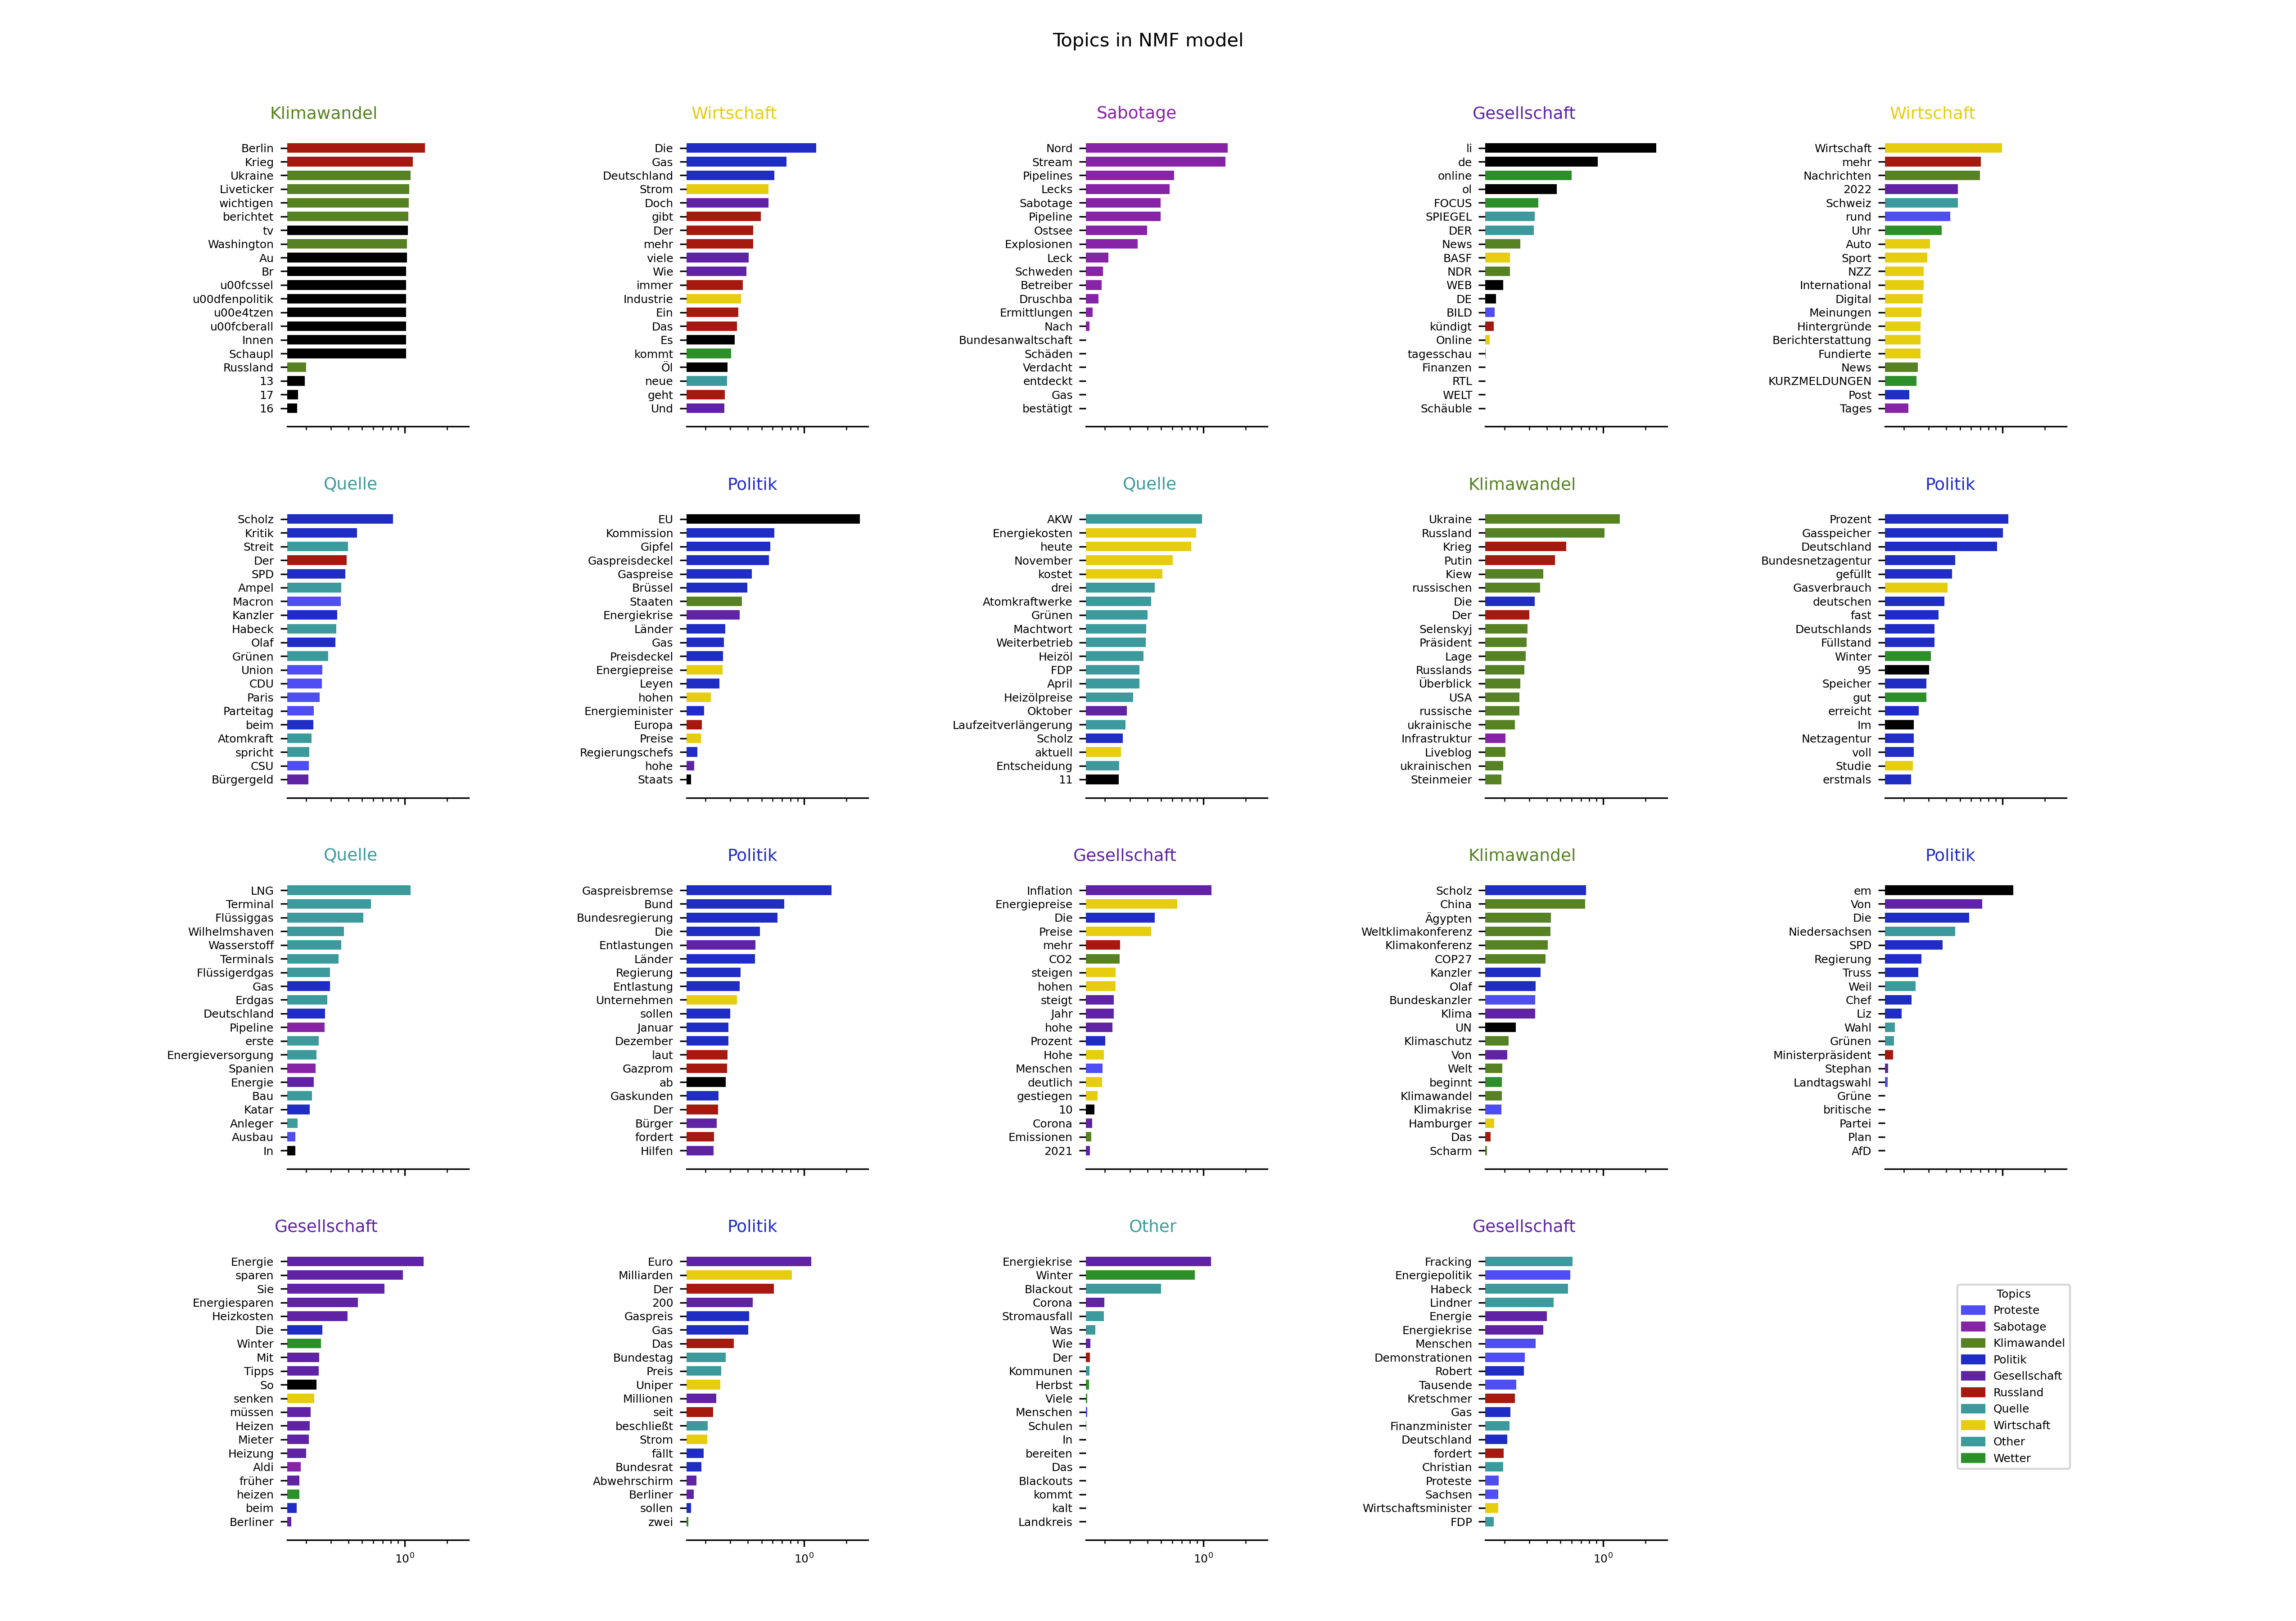 Topics in NMF model
Klimawandel
Berlin
Krieg
Ukraine
Liveticker
wichtigen
berichtet
tv
Washington
Au
Br
u00fcssel
u00dfenpolitik
u00e4tzen
u00fcberall
Innen
Schaupl
Russland
13
17
16
Wirtschaft
Die
Gas
Deutschland
Strom
Doch
gibt
Der
mehr
viele
Wie
immer
Industrie
Ein
Das
Es
kommt
Öl
neue
geht
Und
Sabotage
Nord
Stream
Pipelines
Lecks
Sabotage
Pipeline
Ostsee
Explosionen
Leck
Schweden
Betreiber
Druschba
Ermittlungen
Nach
Bundesanwaltschaft
Schäden
Verdacht
entdeckt
Gas
bestätigt
Gesellschaft
li
de
online
ol
FOCUS
SPIEGEL
DER
News
BASF
NDR
WEB
DE
BILD
kündigt
Online
tagesschau
Finanzen
RTL
WELT
Schäuble
Wirtschaft
Wirtschaft
mehr
Nachrichten
2022
Schweiz
rund
Uhr
Auto
Sport
NZZ
International
Digital
Meinungen
Hintergründe
Berichterstattung
Fundierte
News
KURZMELDUNGEN
Post
Tages
Quelle
Scholz
Kritik
Streit
Der
SPD
Ampel
Macron
Kanzler
Habeck
Olaf
Grünen
Union
CDU
Paris
Parteitag
beim
Atomkraft
spricht
CSU
Bürgergeld
Politik
EU
Kommission
Gipfel
Gaspreisdeckel
Gaspreise
Brüssel
Staaten
Energiekrise
Länder
Gas
Preisdeckel
Energiepreise
Leyen
hohen
Energieminister
Europa
Preise
Regierungschefs
hohe
Staats
Quelle
AKW
Energiekosten
heute
November
kostet
drei
Atomkraftwerke
Grünen
Machtwort
Weiterbetrieb
Heizöl
FDP
April
Heizölpreise
Oktober
Laufzeitverlängerung
Scholz
aktuell
Entscheidung
11
Klimawandel
Ukraine
Russland
Krieg
Putin
Kiew
russischen
Die
Der
Selenskyj
Präsident
Lage
Russlands
Überblick
USA
russische
ukrainische
Infrastruktur
Liveblog
ukrainischen
Steinmeier
Politik
Prozent
Gasspeicher
Deutschland
Bundesnetzagentur
gefüllt
Gasverbrauch
deutschen
fast
Deutschlands
Füllstand
Winter
95
Speicher
gut
erreicht
Im
Netzagentur
voll
Studie
erstmals
Quelle
LNG
Terminal
Flüssiggas
Wilhelmshaven
Wasserstoff
Terminals
Flüssigerdgas
Gas
Erdgas
Deutschland
Pipeline
erste
Energieversorgung
Spanien
Energie
Bau
Katar
Anleger
Ausbau
In
Politik
Gaspreisbremse
Bund
Bundesregierung
Die
Entlastungen
Länder
Regierung
Entlastung
Unternehmen
sollen
Januar
Dezember
laut
Gazprom
ab
Gaskunden
Der
Bürger
fordert
Hilfen
Gesellschaft
Inflation
Energiepreise
Die
Preise
mehr
CO2
steigen
hohen
steigt
Jahr
hohe
Prozent
Hohe
Menschen
deutlich
gestiegen
10
Corona
Emissionen
2021
Klimawandel
Scholz
China
Ägypten
Weltklimakonferenz
Klimakonferenz
COP27
Kanzler
Olaf
Bundeskanzler
Klima
UN
Klimaschutz
Von
Welt
beginnt
Klimawandel
Klimakrise
Hamburger
Das
Scharm
Politik
em
Von
Die
Niedersachsen
SPD
Regierung
Truss
Weil
Chef
Liz
Wahl
Grünen
Ministerpräsident
Stephan
Landtagswahl
Grüne
britische
Partei
Plan
AfD
Gesellschaft
Energie
sparen
Sie
Energiesparen
Heizkosten
Die
Winter
Mit
Tipps
So
senken
müssen
Heizen
Mieter
Heizung
Aldi
früher
heizen
beim
Berliner
10⁰
Politik
Euro
Milliarden
Der
200
Gaspreis
Gas
Das
Bundestag
Preis
Uniper
Millionen
seit
beschließt
Strom
fällt
Bundesrat
Abwehrschirm
Berliner
sollen
zwei
10⁰
Other
Energiekrise
Winter
Blackout
Corona
Stromausfall
Was
Wie
Der
Kommunen
Herbst
Viele
Menschen
Schulen
In
bereiten
Das
Blackouts
kommt
kalt
Landkreis
10⁰
Gesellschaft
Fracking
Energiepolitik
Habeck
Lindner
Energie
Energiekrise
Menschen
Demonstrationen
Robert
Tausende
Kretschmer
Gas
Finanzminister
Deutschland
fordert
Christian
Proteste
Sachsen
Wirtschaftsminister
FDP
10⁰
Topics
Proteste
Sabotage
Klimawandel
Politik
Gesellschaft
Russland
Quelle
Wirtschaft
Other
Wetter